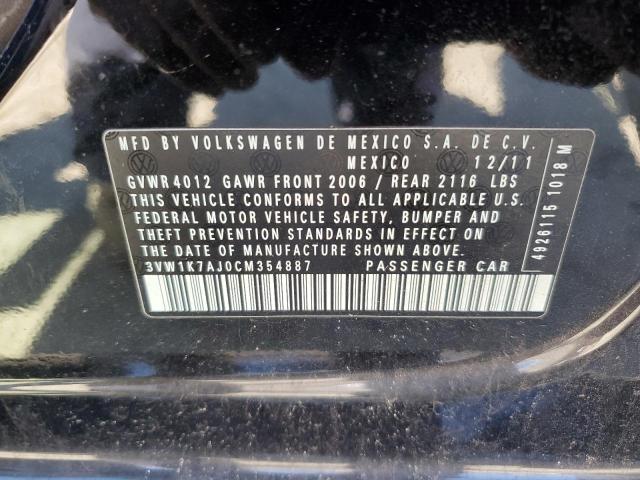 MFD BY VOLKSWAGEN DE MEXICO S.A. DE C.V.
MEXICO 12/11
GVWR 4012 GAWR FRONT 2006 / REAR 2116 LBS
THIS VEHICLE CONFORMS TO ALL APPLICABLE U.S.
FEDERAL MOTOR VEHICLE SAFETY, BUMPER AND
THEFT PREVENTION STANDARDS IN EFFECT ON
THE DATE OF MANUFACTURE SHOWN ABOVE.
3VW1K7AJ0CM354887 PASSENGER CAR
4926115 1018 M